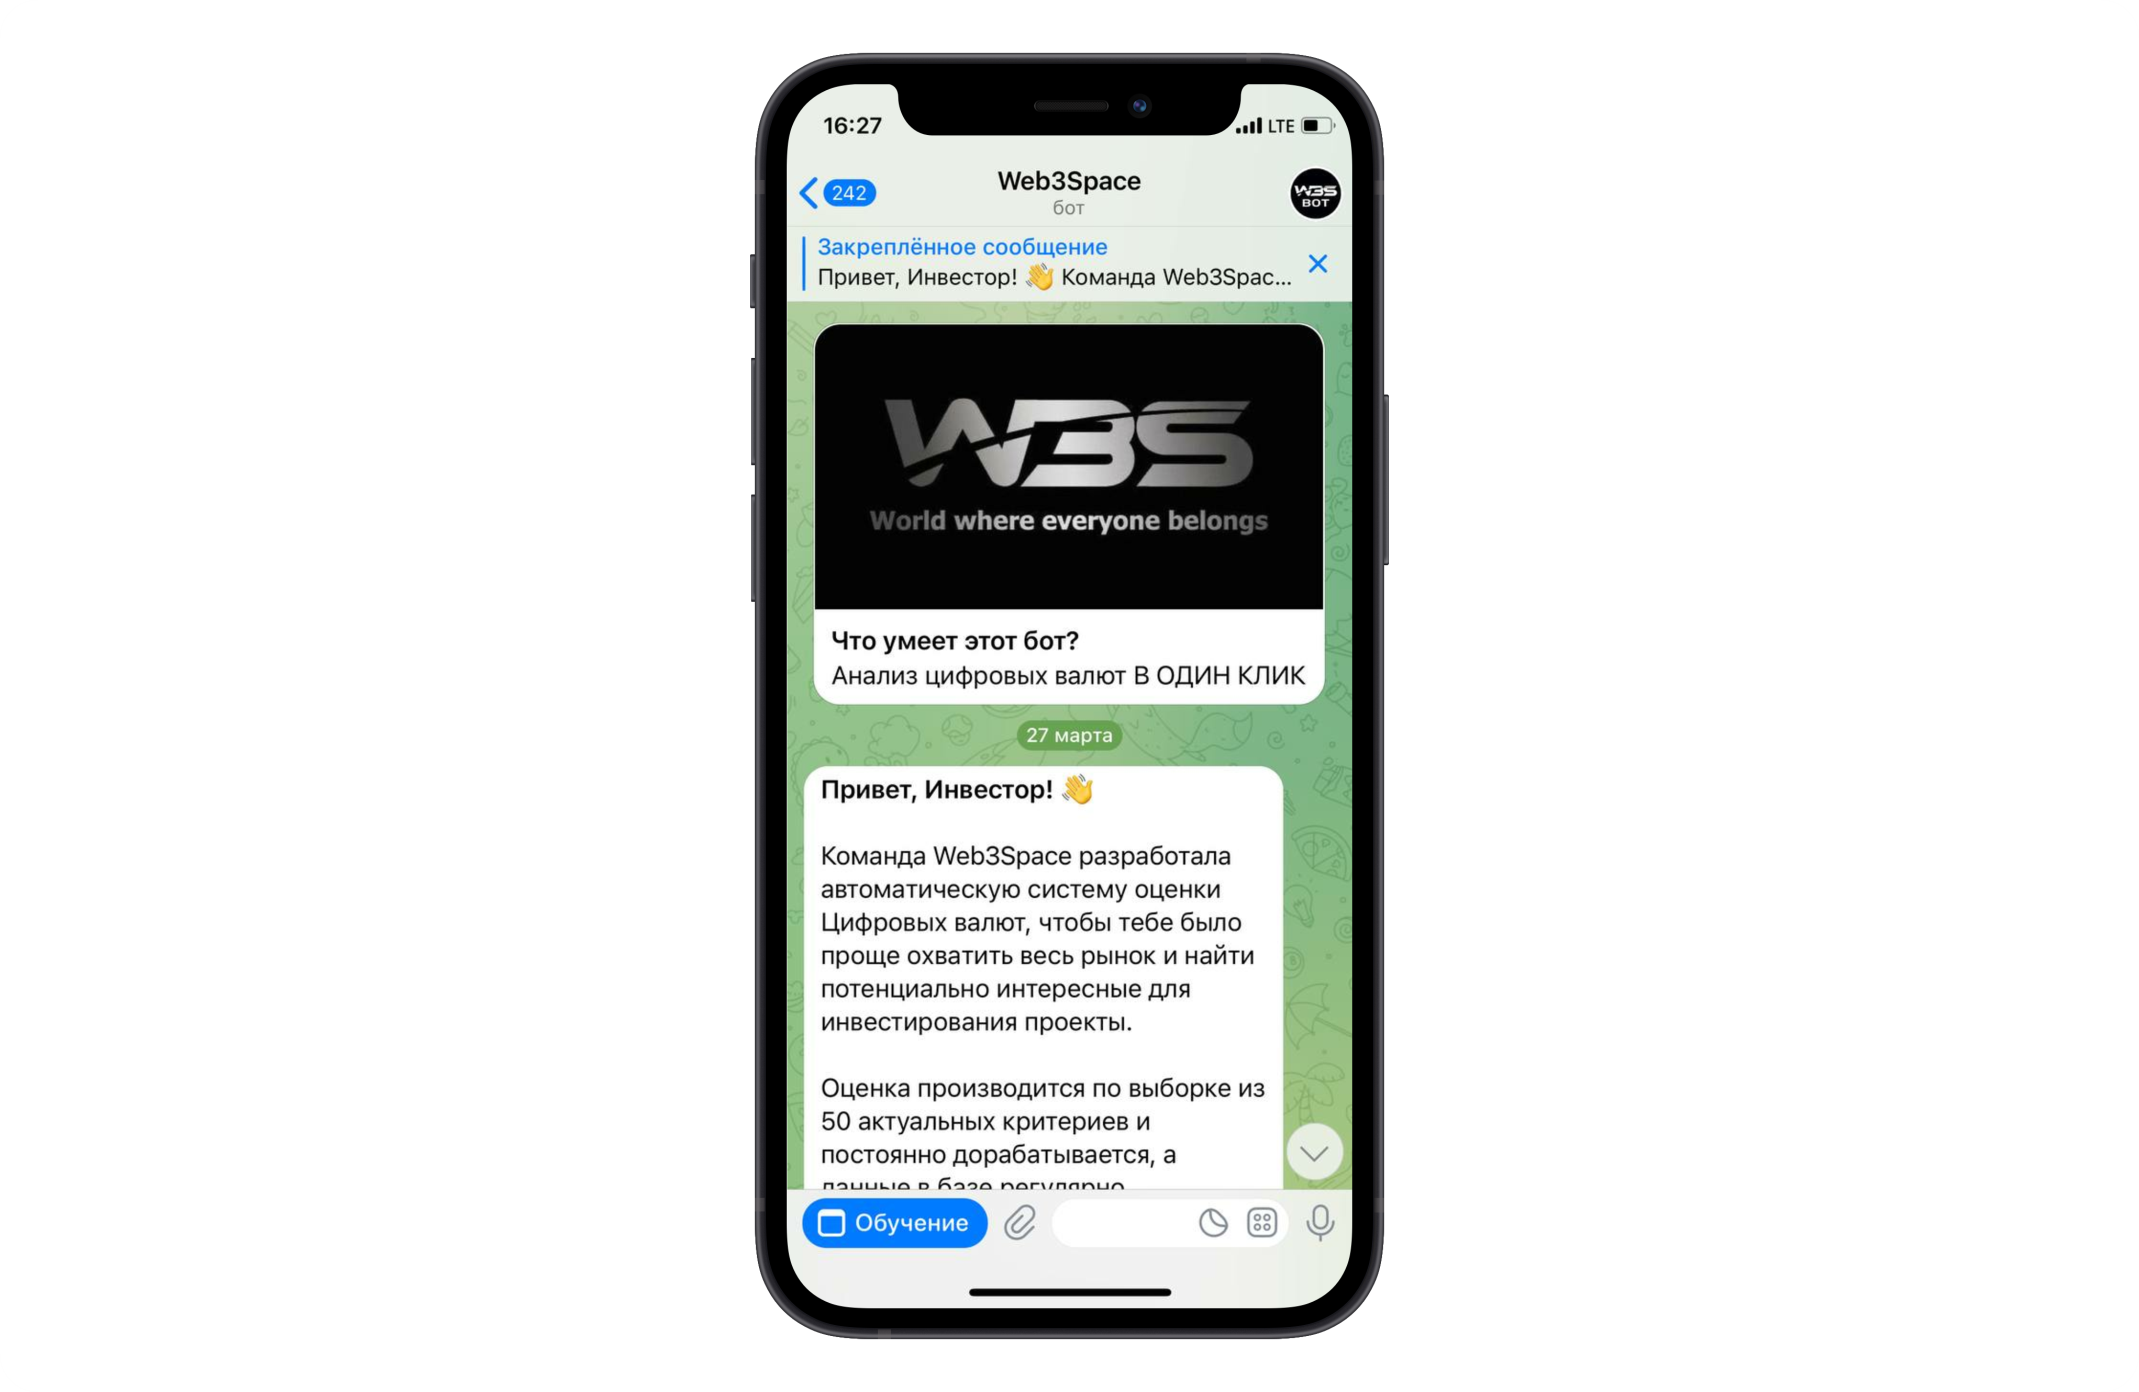 16:27
LTE
242
Web3Space
бот
W3S
BOT
Закреплённое сообщение
Привет, Инвестор! 👋 Команда Web3Spac...
W3S
World where everyone belongs
Что умеет этот бот?
Анализ цифровых валют В ОДИН КЛИК
27 марта
Привет, Инвестор! 👋
Команда Web3Space разработала
автоматическую систему оценки
Цифровых валют, чтобы тебе было
проще охватить весь рынок и найти
потенциально интересные для
инвестирования проекты.
Оценка производится по выборке из
50 актуальных критериев и
постоянно дорабатывается, а
данные в базе регулярно
Обучение